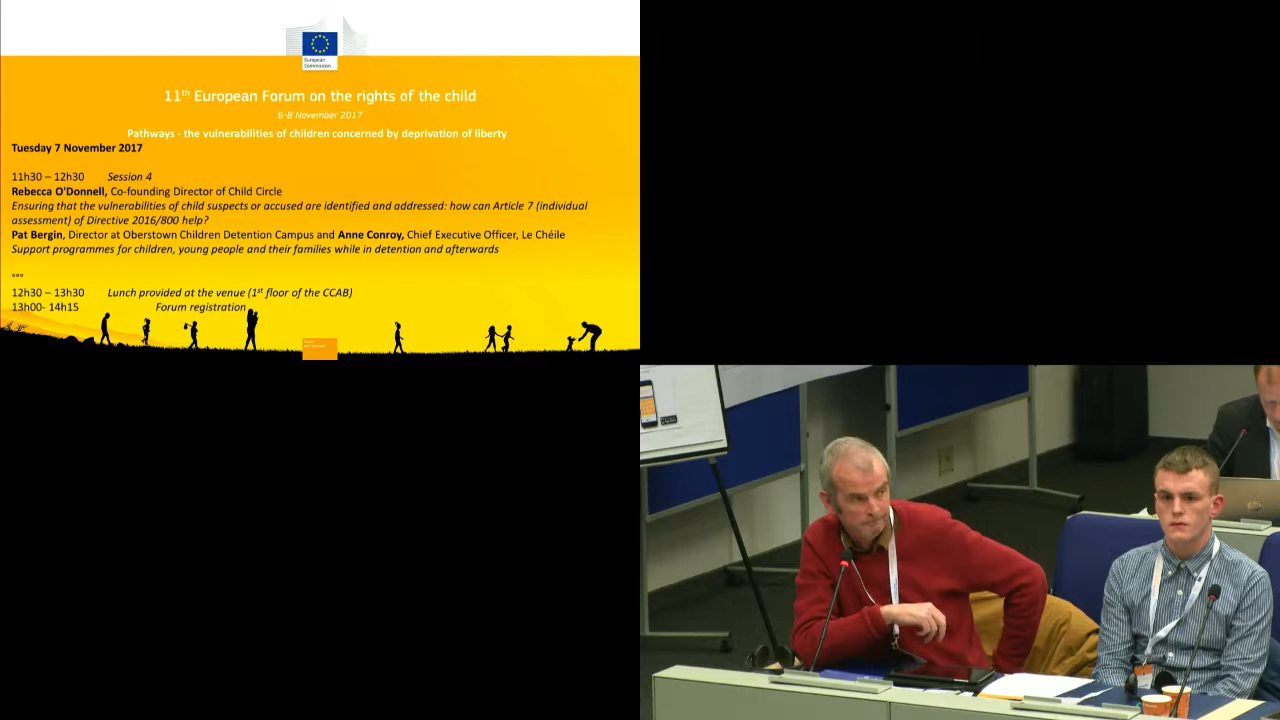 European
Commission
11th European Forum on the rights of the child
6-8 November 2017
Pathways - the vulnerabilities of children concerned by deprivation of liberty
Tuesday 7 November 2017
11h30 – 12h30 Session 4
Rebecca O'Donnell, Co-founding Director of Child Circle
Ensuring that the vulnerabilities of child suspects or accused are identified and addressed: how can Article 7 (individual
assessment) of Directive 2016/800 help?
Pat Bergin, Director at Oberstown Children Detention Campus and Anne Conroy, Chief Executive Officer, Le Chéile
Support programmes for children, young people and their families while in detention and afterwards
°°°
12h30 – 13h30 Lunch provided at the venue (1st floor of the CCAB)
13h00- 14h15 Forum registration